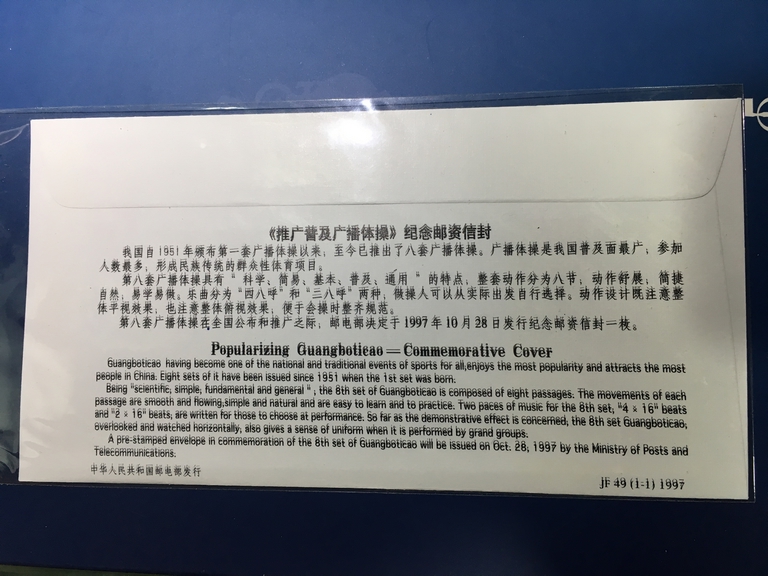 《推广普及广播体操》纪念邮资信封
我国自1951年颁布第一套广播体操以来，至今已推出了八套广播体操。广播体操是我国普及面最广，参加
人数最多，形成民族传统的群众性体育项目。
第八套广播体操具有“科学、简易、基本、普及、通用”的特点，整套动作分为八节，动作舒展，简捷
自然，易学易做。乐曲分为“四八呼”和“二八呼”两种，做操人可以从实际出发自行选择。动作设计既注意整
体平视效果，也注意整体俯视效果，便于会操时整齐规范。
第八套广播体操在全国公布和推广之际，邮电部决定于1997年10月28日发行纪念邮资信封一枚。
Popularizing Guangboticao—Commemorative Cover
Guangboticao having become one of the national and traditional events of sports for all,enjoys the most popularity and attracts the most
people in China. Eight sets of it have been issued since 1951 when the 1st set was born.
Being "scientific, simple, fundamental and general", the 8th set of Guangboticao is composed of eight passages. The movements of each
passage are smooth and flowing,simple and natural and are easy to learn and to practice. Two paces of music for the 8th set, "4 × 16" beats
and "2 × 16" beats, are written for those to choose at performance. So far as the demonstrative effect is concerned, the 8th set Guangboticao,
overlooked and watched horizontally, also gives a sense of uniform when it is performed by grand groups.
A pre-stamped envelope in commemoration of the 8th set of Guangboticao will be issued on Oct. 28, 1997 by the Ministry of Posts and
Telecommunications.
中华人民共和国邮电部发行
JF 49 (1-1) 1997